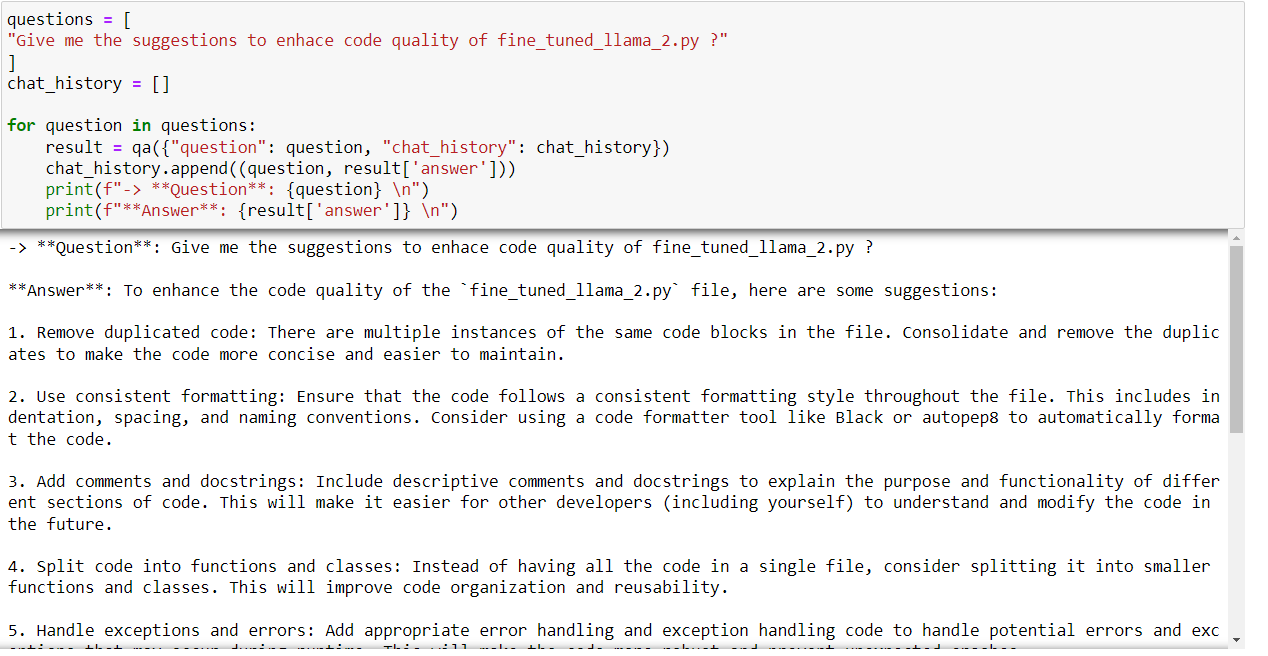 questions = [
"Give me the suggestions to enhace code quality of fine_tuned_llama_2.py ?"
]
chat_history = []
for question in questions:
    result = qa({"question": question, "chat_history": chat_history})
    chat_history.append((question, result['answer']))
    print(f"-> **Question**: {question} \n")
    print(f"**Answer**: {result['answer']} \n")
-> **Question**: Give me the suggestions to enhace code quality of fine_tuned_llama_2.py ?
**Answer**: To enhance the code quality of the `fine_tuned_llama_2.py` file, here are some suggestions:
1. Remove duplicated code: There are multiple instances of the same code blocks in the file. Consolidate and remove the duplic
ates to make the code more concise and easier to maintain.
2. Use consistent formatting: Ensure that the code follows a consistent formatting style throughout the file. This includes in
dentation, spacing, and naming conventions. Consider using a code formatter tool like Black or autopep8 to automatically forma
t the code.
3. Add comments and docstrings: Include descriptive comments and docstrings to explain the purpose and functionality of differ
ent sections of code. This will make it easier for other developers (including yourself) to understand and modify the code in
the future.
4. Split code into functions and classes: Instead of having all the code in a single file, consider splitting it into smaller
functions and classes. This will improve code organization and reusability.
5. Handle exceptions and errors: Add appropriate error handling and exception handling code to handle potential errors and exc